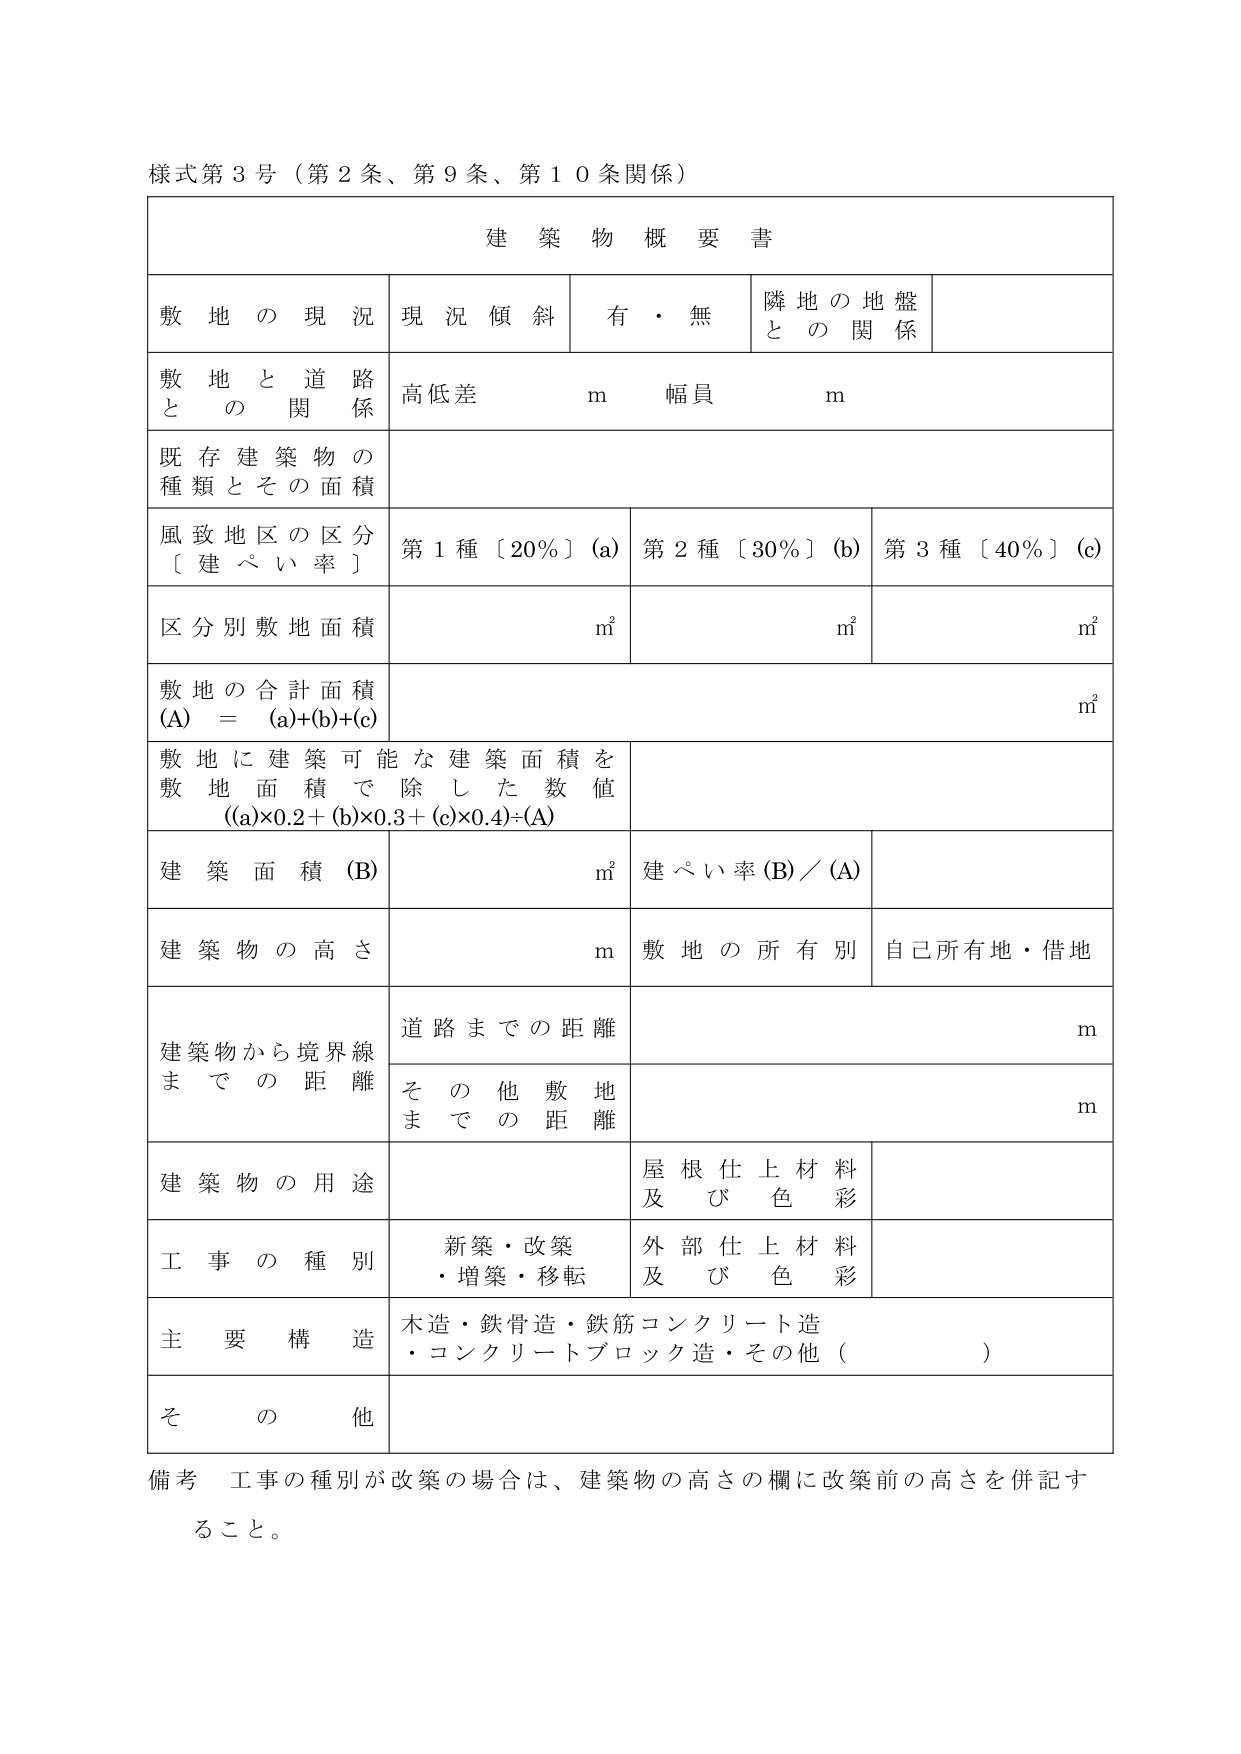 様式第３号（第２条、第９条、第１０条関係）
建築物概要書
敷地の現況
現況傾斜
有・無
隣地の地盤
との関係
敷地と道路
との関係
高低差　　　　ｍ　　幅員　　　　ｍ
既存建築物の
種類とその面積
風致地区の区分
〔建ぺい率〕
第１種〔20％〕(a)
第２種〔30％〕(b)
第３種〔40％〕(c)
区分別敷地面積
㎡
㎡
㎡
敷地の合計面積
(A)　＝　(a)+(b)+(c)
㎡
敷地に建築可能な建築面積を
敷地面積で除した数値
((a)×0.2＋(b)×0.3＋(c)×0.4)÷(A)
建築面積(B)
㎡
建ぺい率(B)／(A)
建築物の高さ
ｍ
敷地の所有別
自己所有地・借地
建築物から境界線
までの距離
道路までの距離
ｍ
その他敷地
までの距離
ｍ
建築物の用途
屋根仕上材料
及び色彩
工事の種別
新築・改築
・増築・移転
外部仕上材料
及び色彩
主要構造
木造・鉄骨造・鉄筋コンクリート造
・コンクリートブロック造・その他（　　　　　）
その他
備考　工事の種別が改築の場合は、建築物の高さの欄に改築前の高さを併記す
ること。